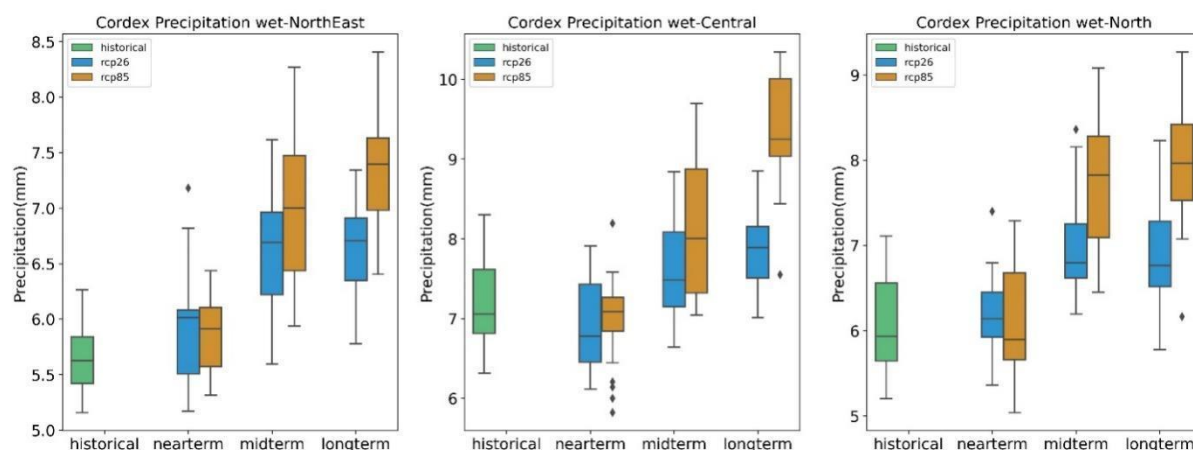 Cordex Precipitation wet-NorthEast
historical
rcp26
rcp85
Precipitation(mm)
8.5
8.0
7.5
7.0
6.5
6.0
5.5
5.0
historical nearterm midterm longterm
Cordex Precipitation wet-Central
historical
rcp26
rcp85
Precipitation(mm)
10
9
8
7
6
historical nearterm midterm longterm
Cordex Precipitation wet-North
historical
rcp26
rcp85
Precipitation(mm)
9
8
7
6
5
historical nearterm midterm longterm